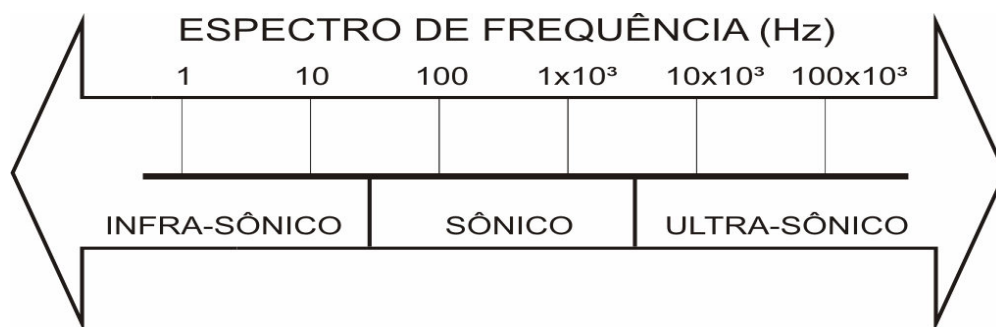 ESPECTRO DE FREQUÊNCIA (Hz)
1 10 100 1x10³ 10x10³ 100x10³
INFRA-SÔNICO SÔNICO ULTRA-SÔNICO